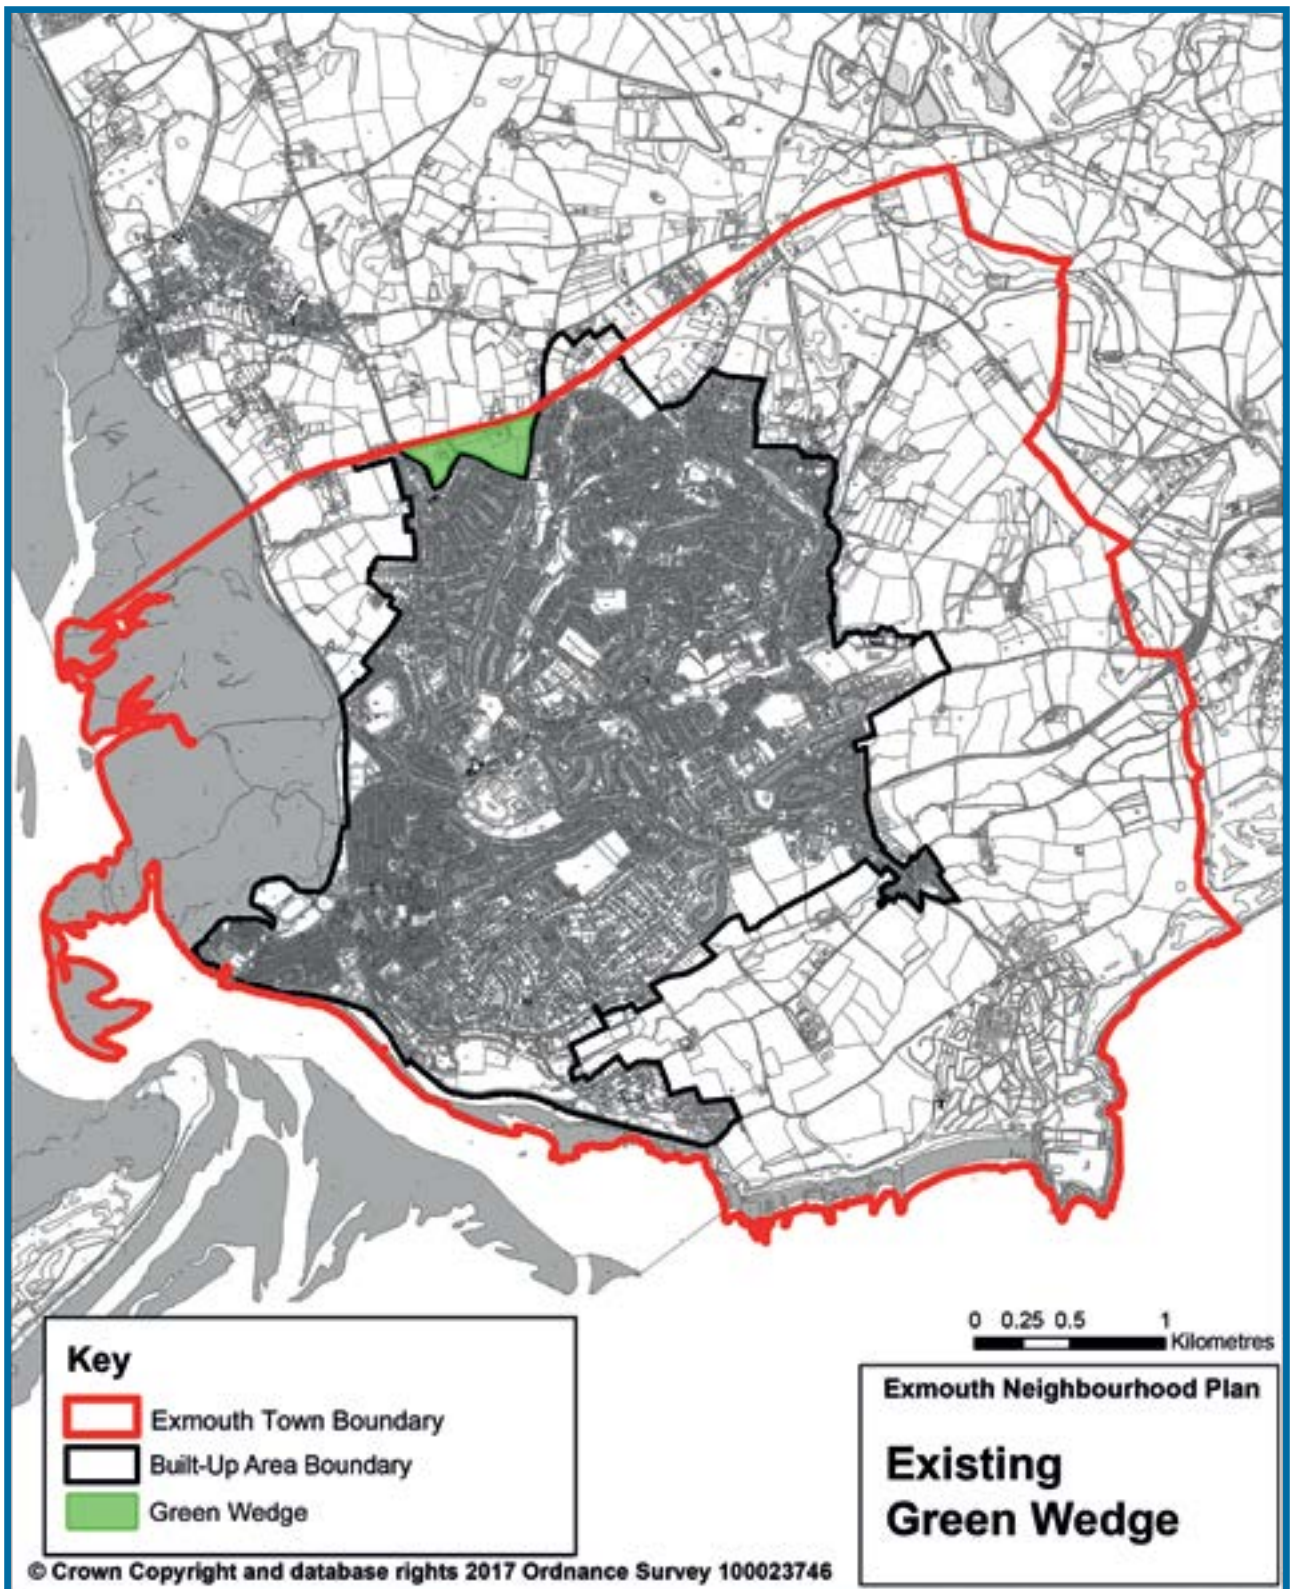 0 0.25 0.5 1
Kilometres
Key
Exmouth Town Boundary
Built-Up Area Boundary
Green Wedge
Exmouth Neighbourhood Plan
Existing
Green Wedge
© Crown Copyright and database rights 2017 Ordnance Survey 100023746